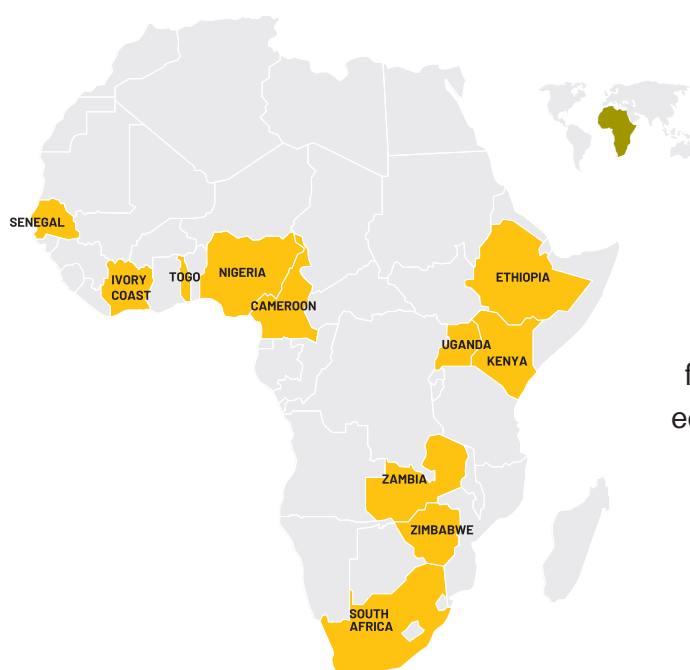 SENEGAL
IVORY
COAST
TOGO
NIGERIA
CAMEROON
ETHIOPIA
UGANDA
KENYA
ZAMBIA
ZIMBABWE
SOUTH
AFRICA